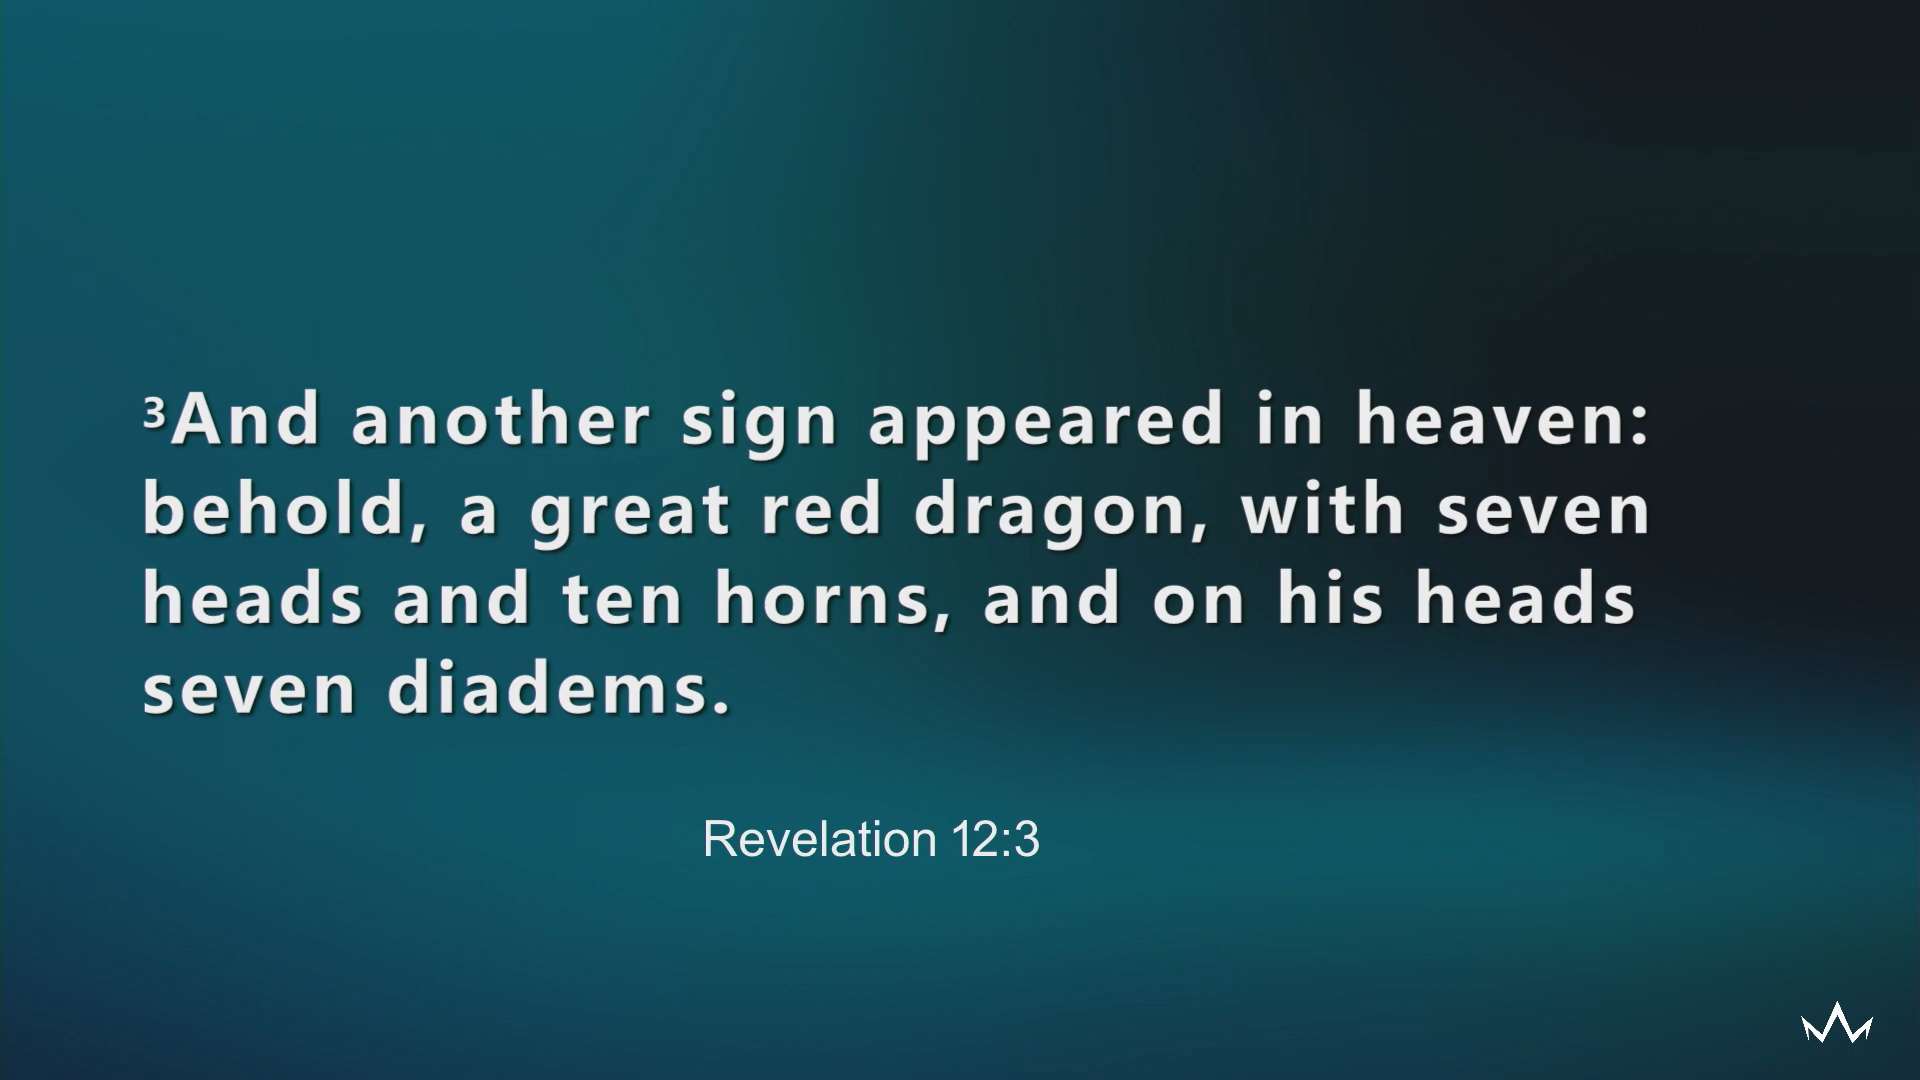 ³And another sign appeared in heaven:
behold, a great red dragon, with seven
heads and ten horns, and on his heads
seven diadems.
Revelation 12:3